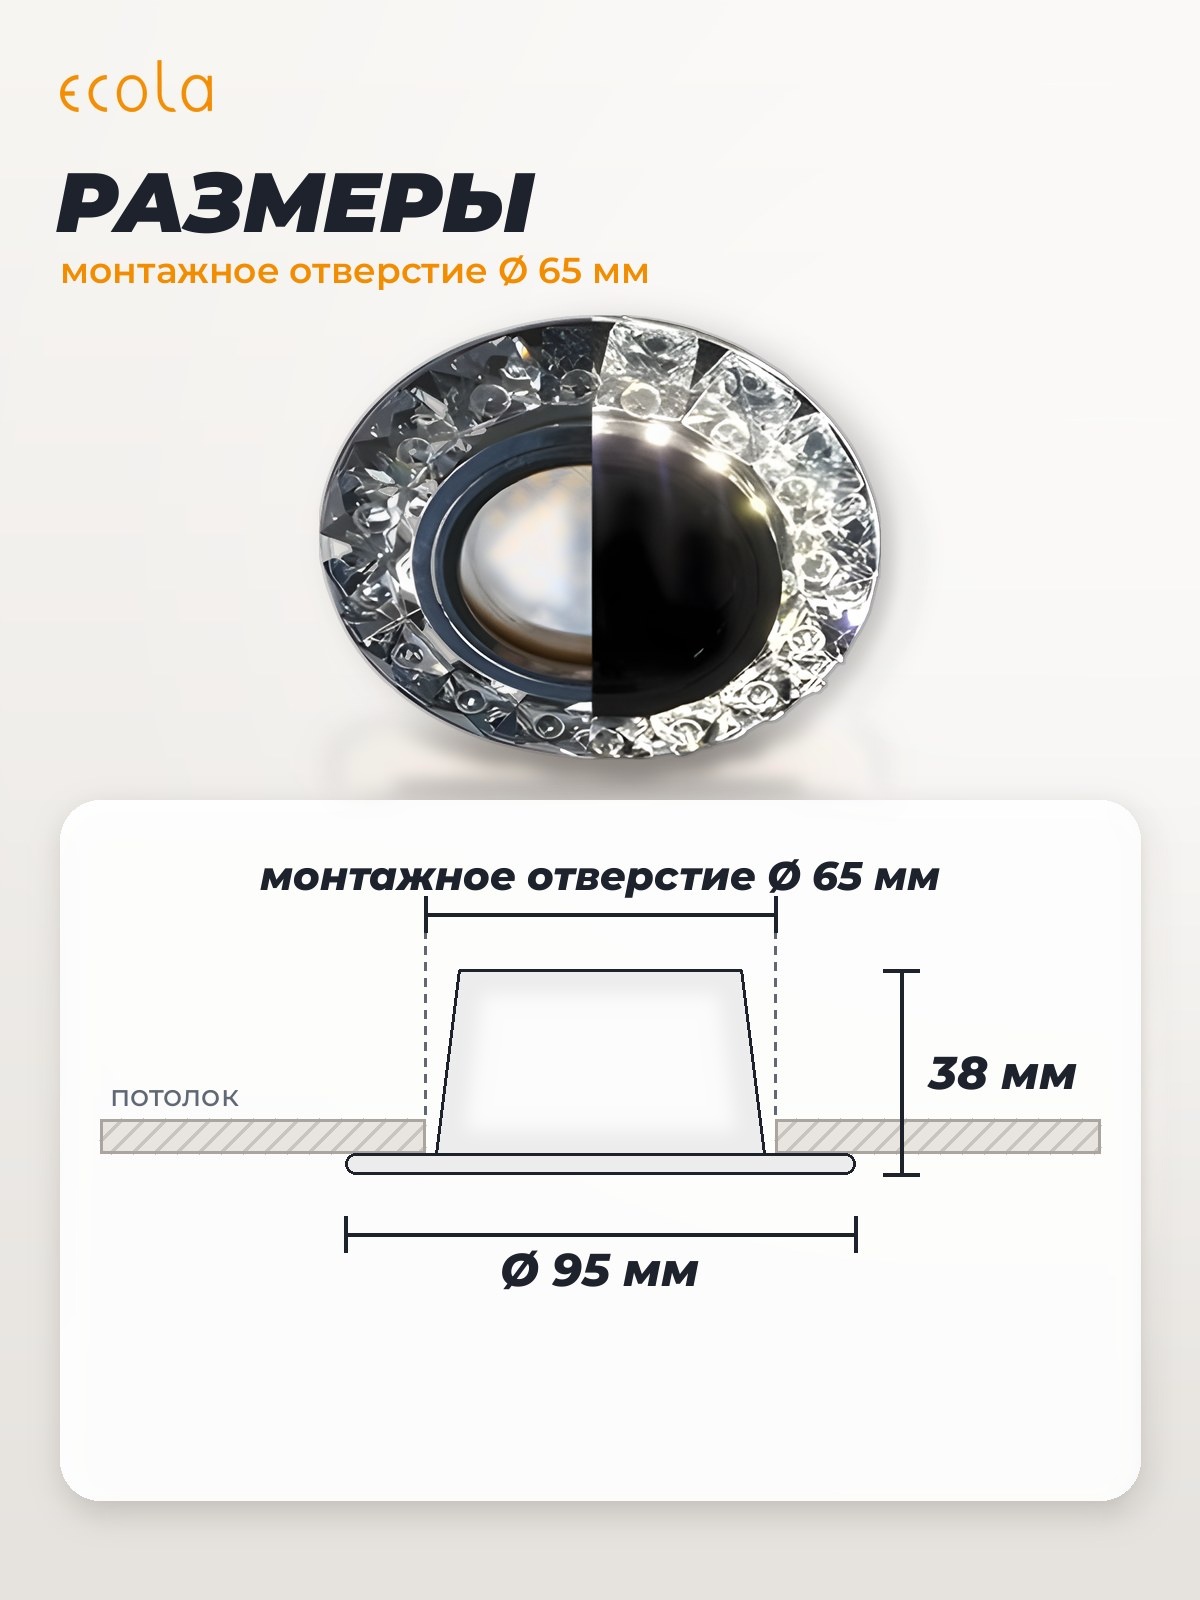 ecola
РАЗМЕРЫ
монтажное отверстие Ø 65 мм
монтажное отверстие Ø 65 мм
38 мм
потолок
Ø 95 мм